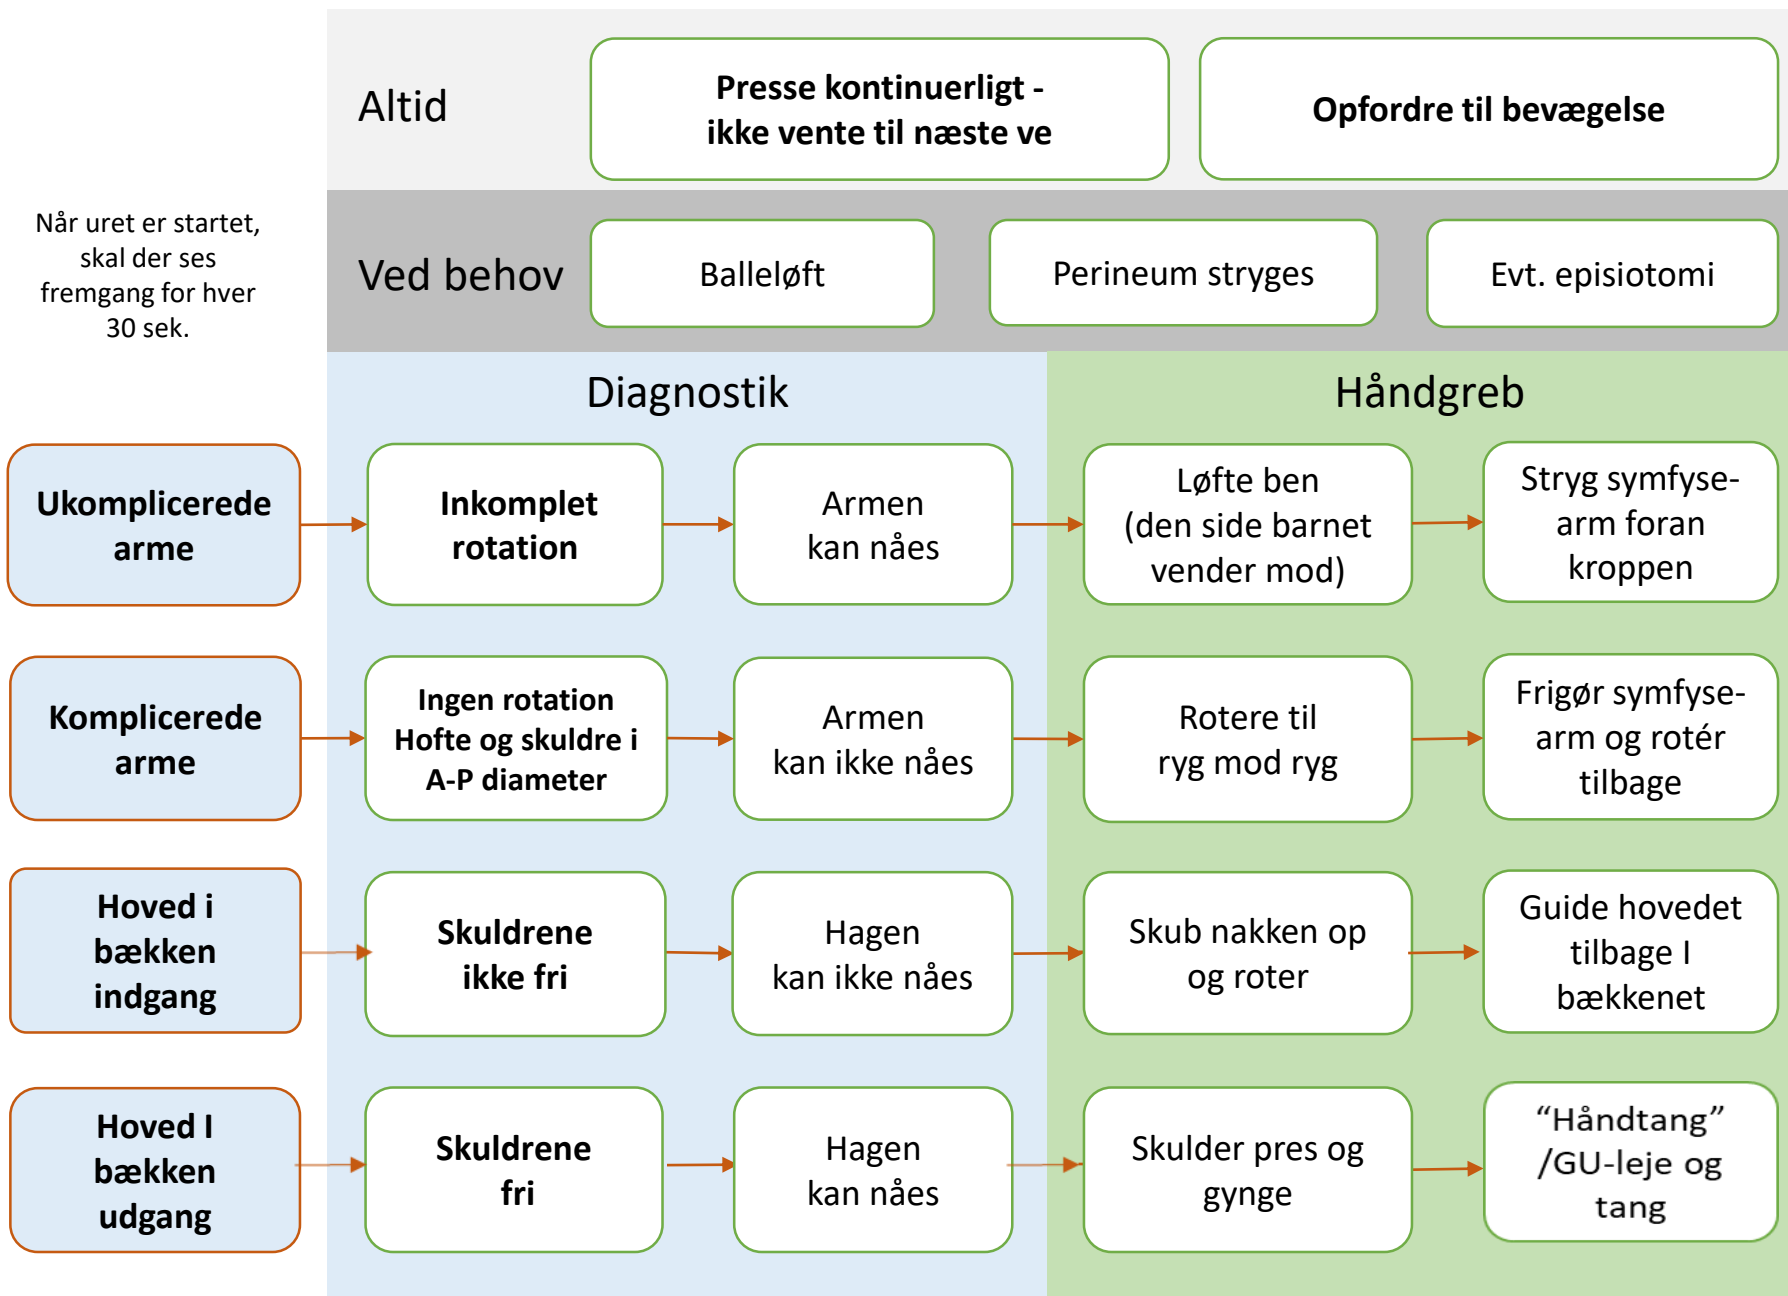 Altid
Presse kontinuerligt -
ikke vente til næste ve
Opfordre til bevægelse
Når uret er startet,
skal der ses
fremgang for hver
30 sek.
Ved behov
Balleløft
Perineum stryges
Evt. episiotomi
Diagnostik
Håndgreb
Ukomplicerede
arme
Inkomplet
rotation
Armen
kan nåes
Løfte ben
(den side barnet
vender mod)
Stryg symfyse-
arm foran
kroppen
Komplicerede
arme
Ingen rotation
Hofte og skuldre i
A-P diameter
Armen
kan ikke nåes
Rotere til
ryg mod ryg
Frigør symfyse-
arm og rotér
tilbage
Hoved i
bækken
indgang
Skuldrene
ikke fri
Hagen
kan ikke nåes
Skub nakken op
og roter
Guide hovedet
tilbage I
bækkenet
Hoved I
bækken
udgang
Skuldrene
fri
Hagen
kan nåes
Skulder pres og
gynge
“Håndtang”
/GU-leje og
tang